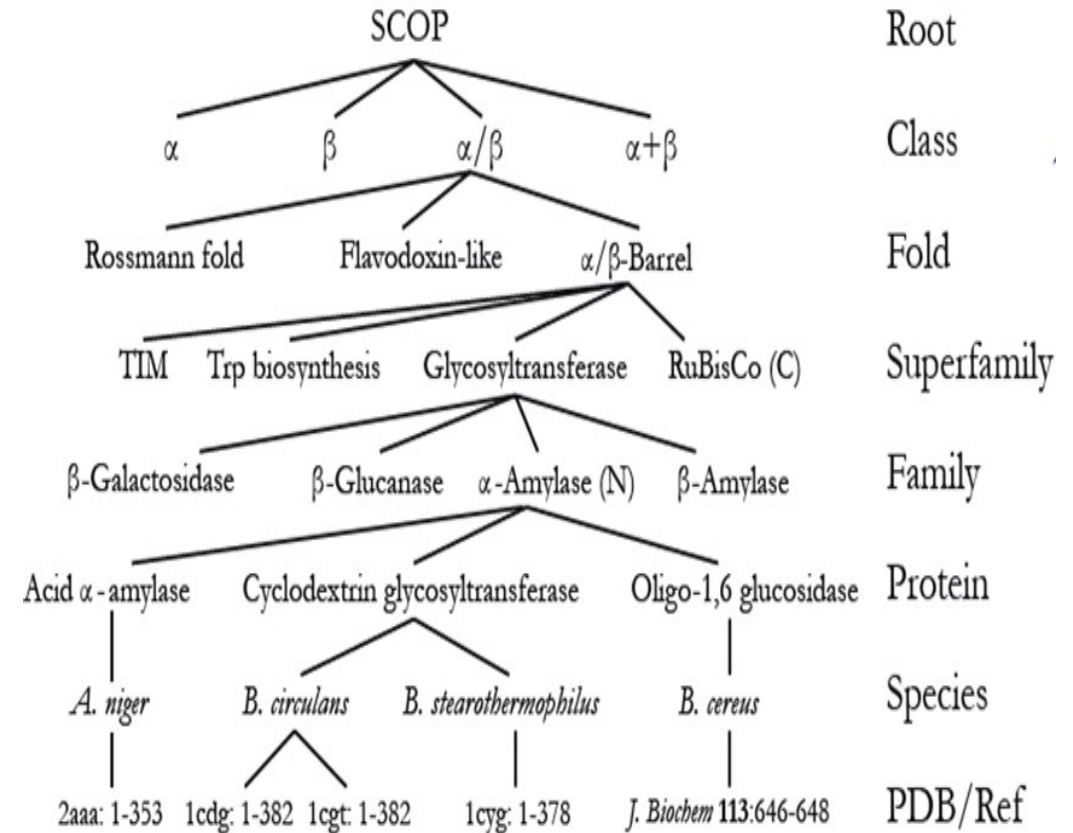 SCOP Root
α β α/β α+β Class
Rossmann fold Flavodoxin-like α/β-Barrel Fold
TIM Trp biosynthesis Glycosyltransferase RuBisCo (C) Superfamily
β-Galactosidase β-Glucanase α-Amylase (N) β-Amylase Family
Acid α-amylase Cyclodextrin glycosyltransferase Oligo-1,6 glucosidase Protein
A. niger B. circulans B. stearothermophilus B. cereus Species
2aaa: 1-353 1cdg: 1-382 1cgt: 1-382 1cyg: 1-378 J. Biochem 113:646-648 PDB/Ref